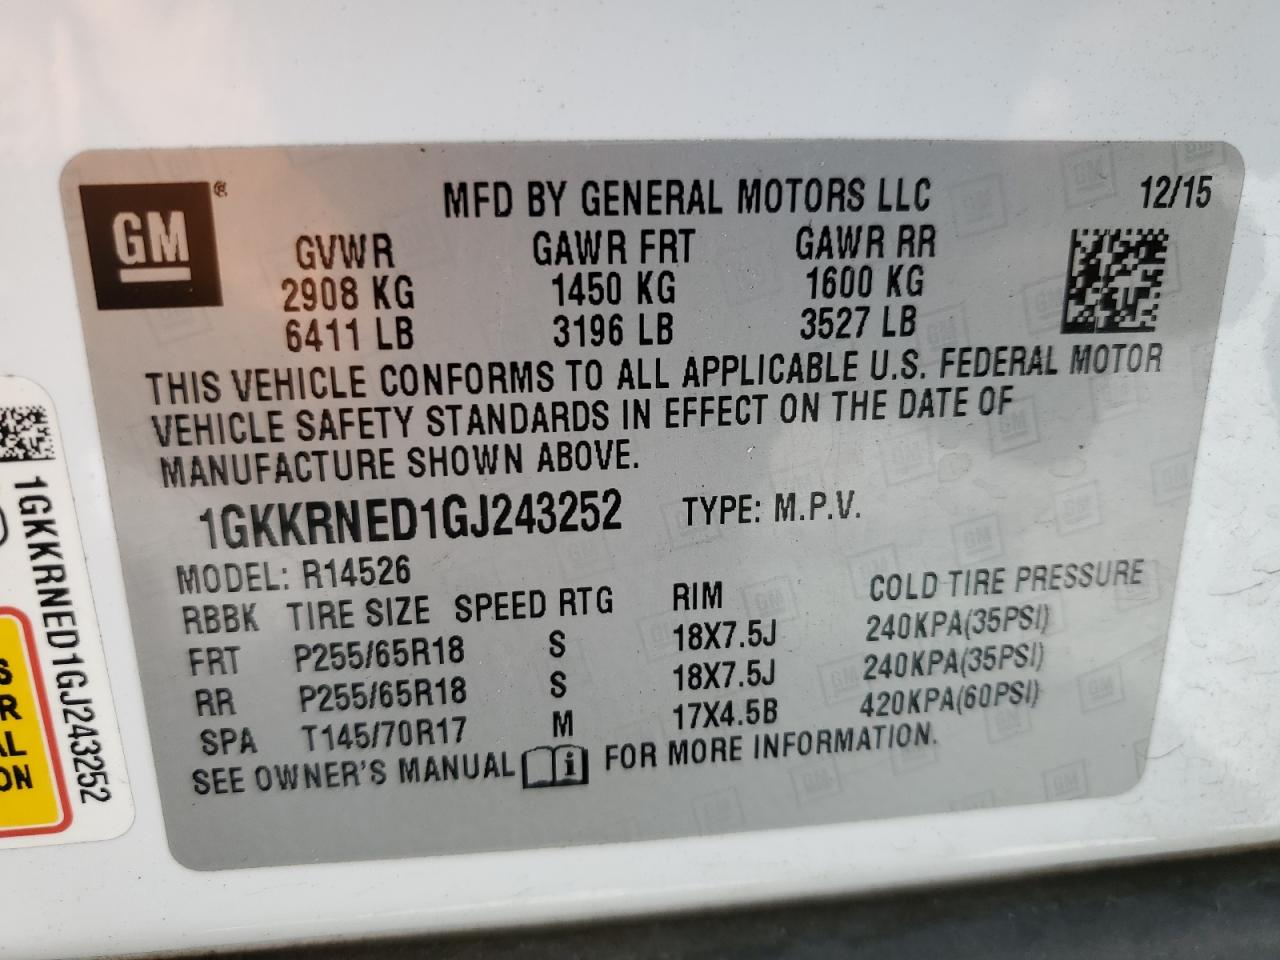 GM ®
MFD BY GENERAL MOTORS LLC 12/15
GVWR GAWR FRT GAWR RR
2908 KG 1450 KG 1600 KG
6411 LB 3196 LB 3527 LB
THIS VEHICLE CONFORMS TO ALL APPLICABLE U.S. FEDERAL MOTOR
VEHICLE SAFETY STANDARDS IN EFFECT ON THE DATE OF
MANUFACTURE SHOWN ABOVE.
1GKKRNED1GJ243252 TYPE: M.P.V.
MODEL: R14526
RBBK TIRE SIZE SPEED RTG RIM COLD TIRE PRESSURE
FRT P255/65R18 S 18X7.5J 240KPA(35PSI)
RR P255/65R18 S 18X7.5J 240KPA(35PSI)
SPA T145/70R17 M 17X4.5B 420KPA(60PSI)
SEE OWNER'S MANUAL i FOR MORE INFORMATION.
1GKKRNED1GJ243252